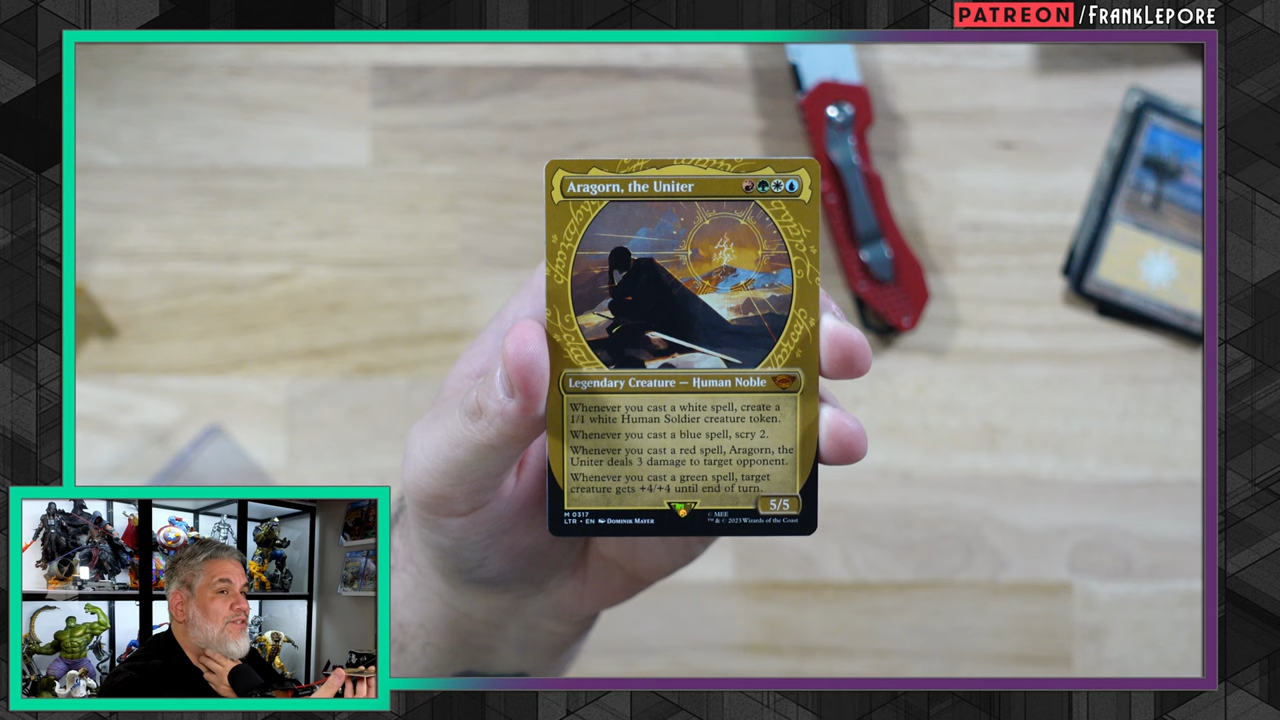 PATREON /FRANKLEPORE
Aragorn, the Uniter
Legendary Creature — Human Noble
Whenever you cast a white spell, create a
1/1 white Human Soldier creature token.
Whenever you cast a blue spell, scry 2.
Whenever you cast a red spell, Aragorn, the
Uniter deals 3 damage to target opponent.
Whenever you cast a green spell, target
creature gets +4/+4 until end of turn.
5/5
M 0317
LTR • EN DOMINIK MAYER
© MEE
™ & © 2023 Wizards of the Coast